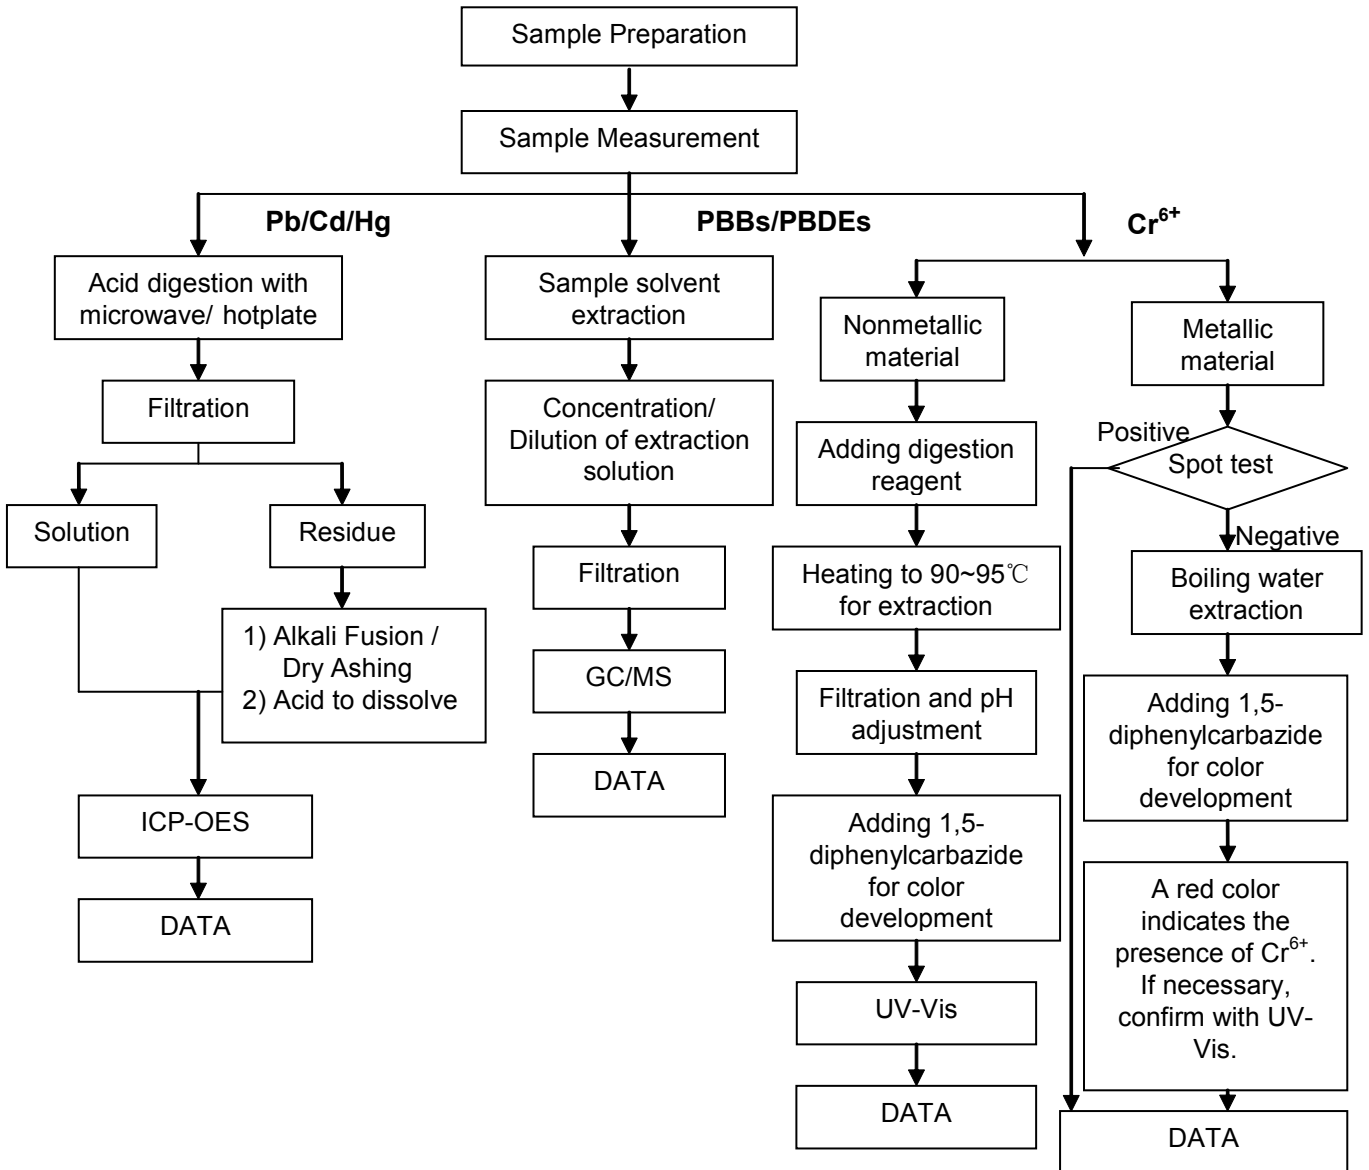 Sample Preparation
Sample Measurement
Pb/Cd/Hg
Acid digestion with
microwave/ hotplate
Filtration
Solution
Residue
1) Alkali Fusion /
Dry Ashing
2) Acid to dissolve
ICP-OES
DATA
PBBs/PBDEs
Sample solvent
extraction
Concentration/
Dilution of extraction
solution
Filtration
GC/MS
DATA
Cr⁶⁺
Nonmetallic
material
Adding digestion
reagent
Heating to 90~95℃
for extraction
Filtration and pH
adjustment
Adding 1,5-
diphenylcarbazide
for color
development
UV-Vis
DATA
Metallic
material
Positive
Spot test
Negative
Boiling water
extraction
Adding 1,5-
diphenylcarbazide
for color
development
A red color
indicates the
presence of Cr⁶⁺.
If necessary,
confirm with UV-
Vis.
DATA